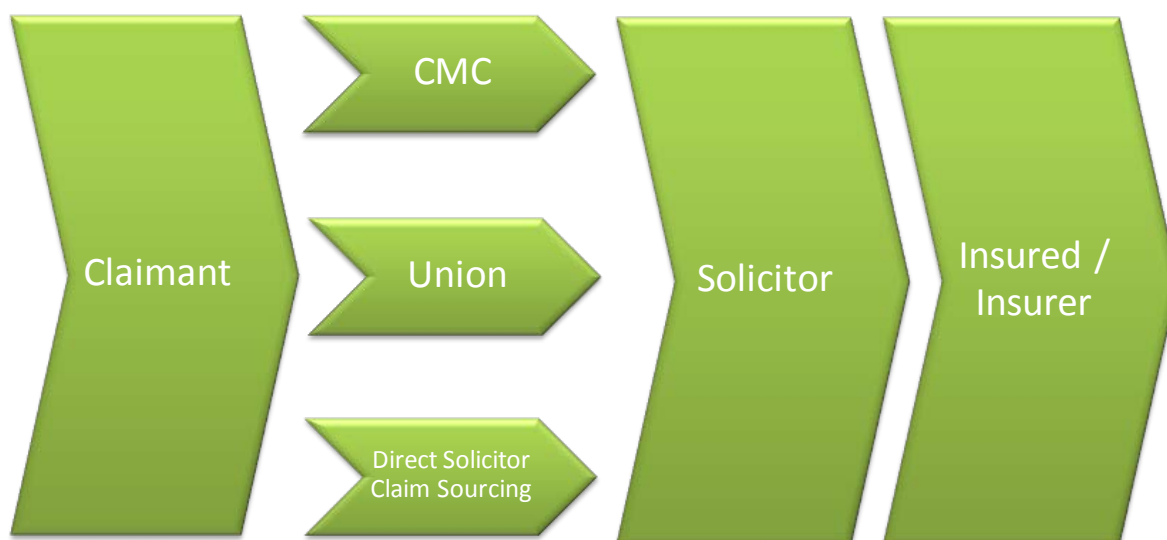 Claimant
CMC
Union
Direct Solicitor
Claim Sourcing
Solicitor
Insured /
Insurer